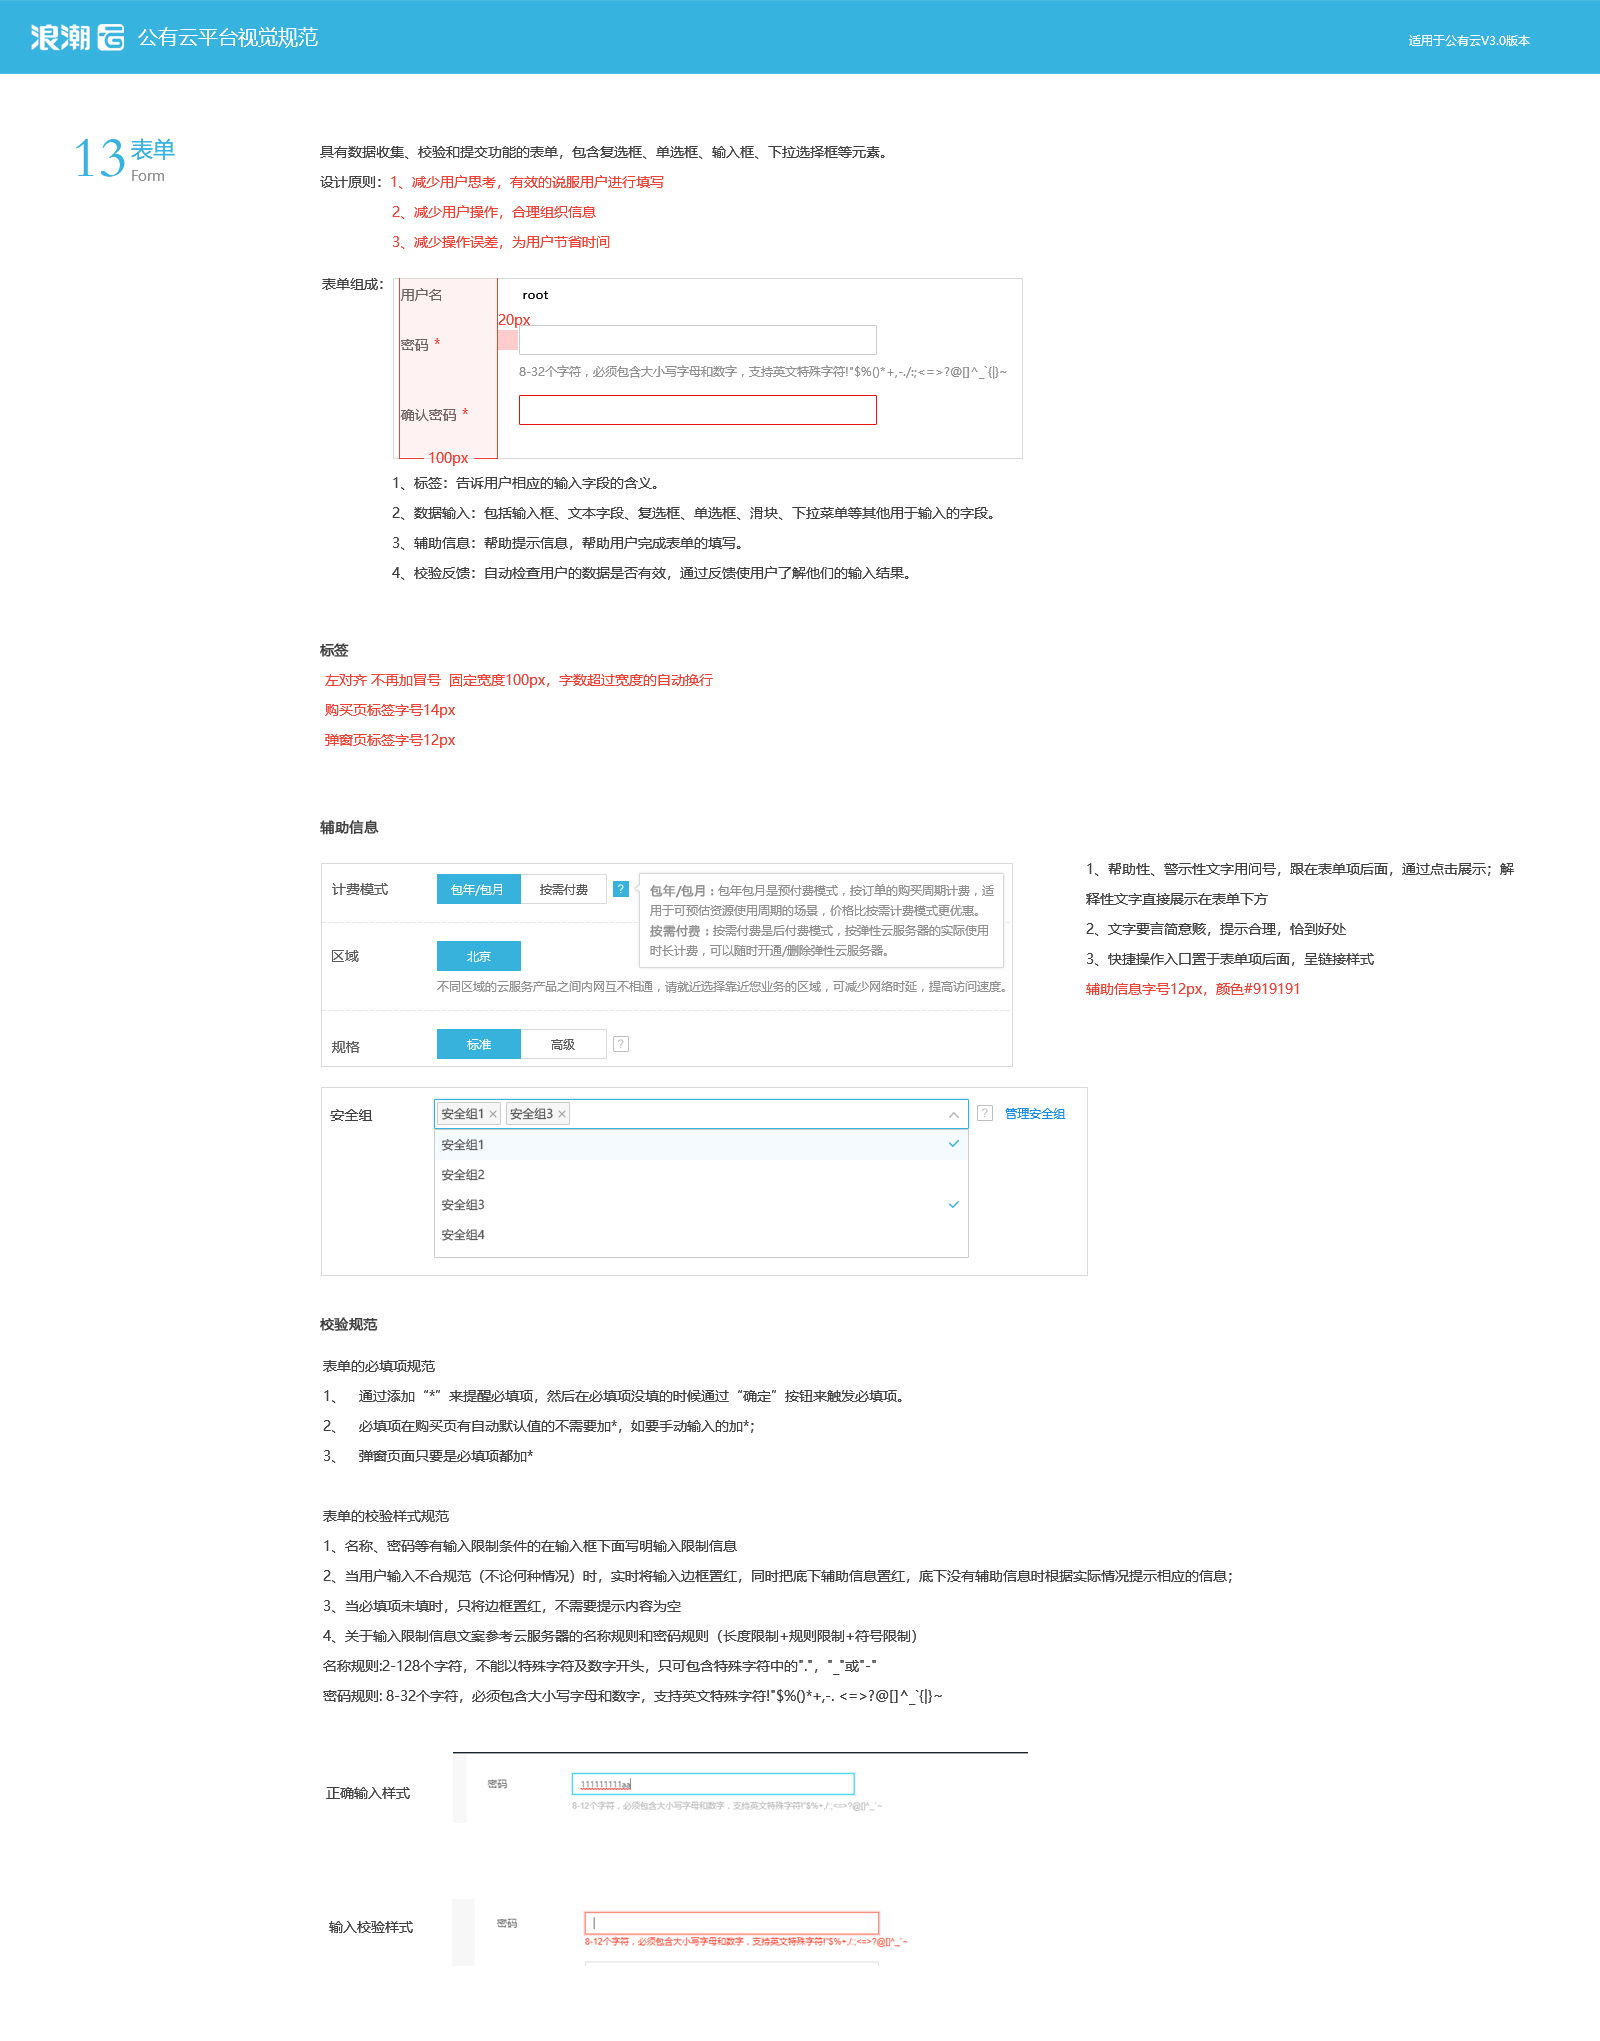 浪潮云 公有云平台视觉规范
适用于公有云V3.0版本
13 表单
Form
具有数据收集、校验和提交功能的表单，包含复选框、单选框、输入框、下拉选择框等元素。
设计原则：1、减少用户思考，有效的说服用户进行填写
2、减少用户操作，合理组织信息
3、减少操作误差，为用户节省时间
表单组成：
用户名 root
20px
密码 *
8-32个字符，必须包含大小写字母和数字，支持英文特殊字符!"$%()*+,-./:;<=>?@[]^_`{|}~
确认密码 *
100px
1、标签：告诉用户相应的输入字段的含义。
2、数据输入：包括输入框、文本字段、复选框、单选框、滑块、下拉菜单等其他用于输入的字段。
3、辅助信息：帮助提示信息，帮助用户完成表单的填写。
4、校验反馈：自动检查用户的数据是否有效，通过反馈使用户了解他们的输入结果。
标签
左对齐 不再加冒号 固定宽度100px，字数超过宽度的自动换行
购买页标签字号14px
弹窗页标签字号12px
辅助信息
计费模式 包年/包月 按需付费 ?
包年/包月：包年包月是预付费模式，按订单的购买周期计费，适
用于可预估资源使用周期的场景，价格比按需计费模式更优惠。
按需付费：按需付费是后付费模式，按弹性云服务器的实际使用
时长计费，可以随时开通/删除弹性云服务器。
区域 北京
不同区域的云服务产品之间内网互不相通，请就近选择靠近您业务的区域，可减少网络时延，提高访问速度。
规格 标准 高级 ?
1、帮助性、警示性文字用问号，跟在表单项后面，通过点击展示；解
释性文字直接展示在表单下方
2、文字要言简意赅，提示合理，恰到好处
3、快捷操作入口置于表单项后面，呈链接样式
辅助信息字号12px，颜色#919191
安全组 安全组1 × 安全组3 × ? 管理安全组
安全组1
安全组2
安全组3
安全组4
校验规范
表单的必填项规范
1、 通过添加“*”来提醒必填项，然后在必填项没填的时候通过“确定”按钮来触发必填项。
2、 必填项在购买页有自动默认值的不需要加*，如要手动输入的加*；
3、 弹窗页面只要是必填项都加*
表单的校验样式规范
1、名称、密码等有输入限制条件的在输入框下面写明输入限制信息
2、当用户输入不合规范（不论何种情况）时，实时将输入边框置红，同时把底下辅助信息置红，底下没有辅助信息时根据实际情况提示相应的信息；
3、当必填项未填时，只将边框置红，不需要提示内容为空
4、关于输入限制信息文案参考云服务器的名称规则和密码规则（长度限制+规则限制+符号限制）
名称规则:2-128个字符，不能以特殊字符及数字开头，只可包含特殊字符中的"."，"_"或"-"
密码规则: 8-32个字符，必须包含大小写字母和数字，支持英文特殊字符!"$%()*+,-. <=>?@[]^_`{|}~
正确输入样式
密码 111111111aa
8-12个字符，必须包含大小写字母和数字，支持英文特殊字符!"$%+,/:;<=>?@[]^_`~
输入校验样式
密码
8-12个字符，必须包含大小写字母和数字，支持英文特殊字符!"$%+,/:;<=>?@[]^_`~